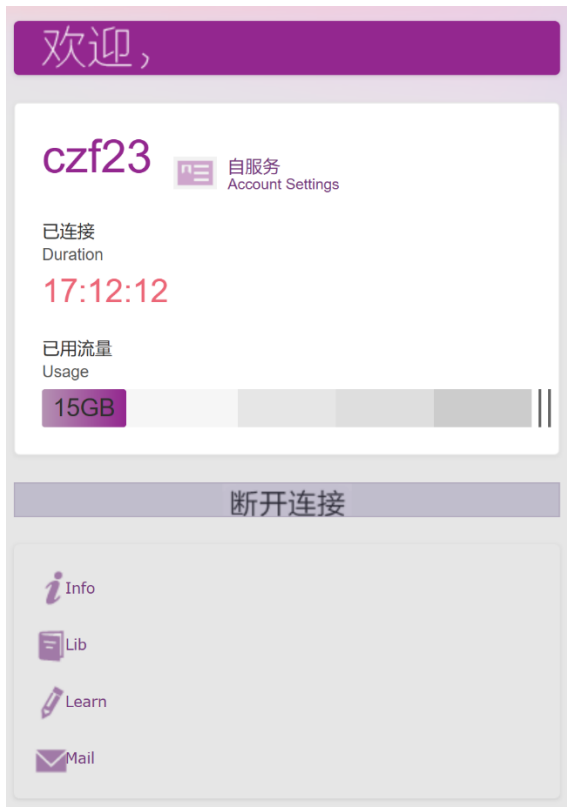 欢迎,
czf23
自服务
Account Settings
已连接
Duration
17:12:12
已用流量
Usage
15GB
断开连接
Info
Lib
Learn
Mail